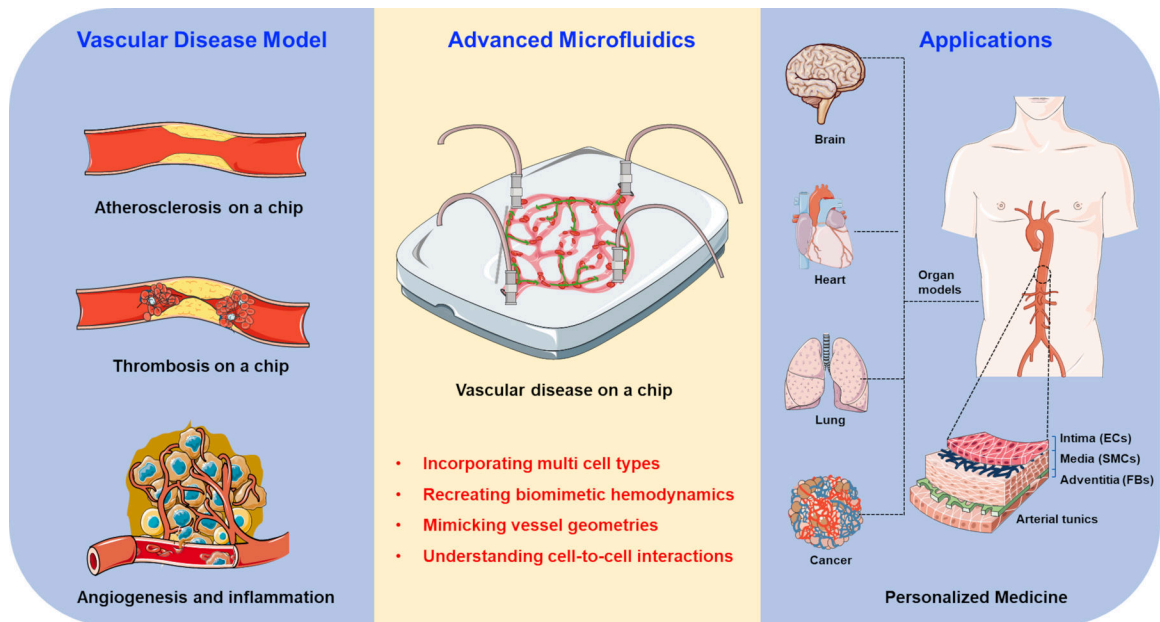 Vascular Disease Model
Atherosclerosis on a chip
Thrombosis on a chip
Angiogenesis and inflammation
Advanced Microfluidics
Vascular disease on a chip
• Incorporating multi cell types
• Recreating biomimetic hemodynamics
• Mimicking vessel geometries
• Understanding cell-to-cell interactions
Applications
Brain
Heart
Lung
Cancer
Organ
models
Intima (ECs)
Media (SMCs)
Adventitia (FBs)
Arterial tunics
Personalized Medicine